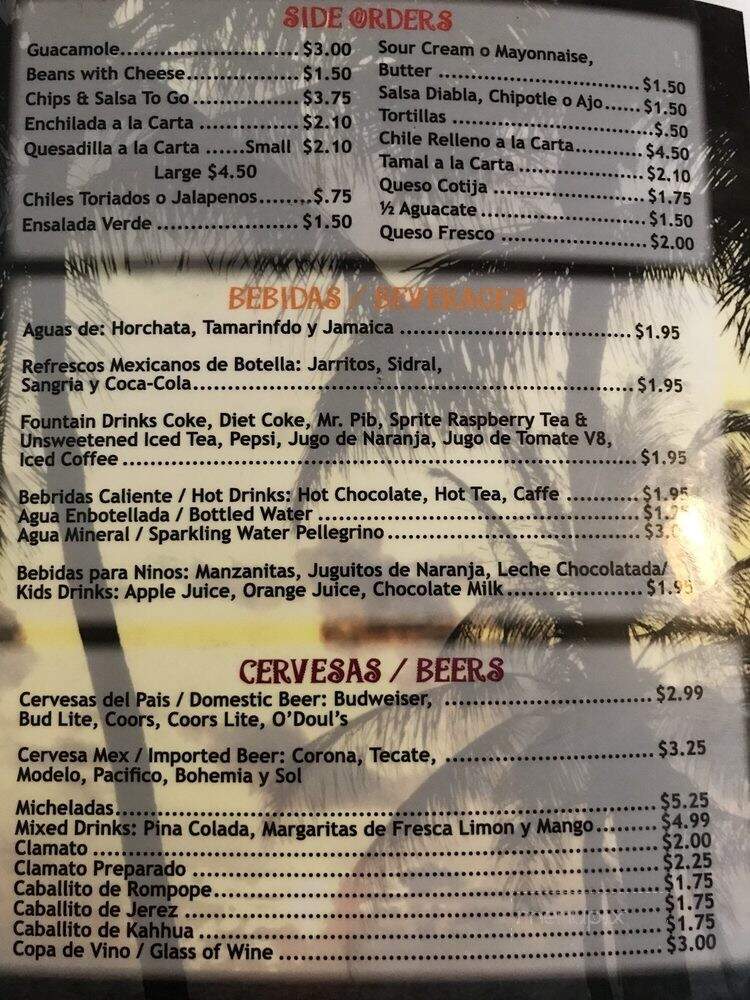 SIDE ORDERS
Guacamole.............................. $3.00
Beans with Cheese................... $1.50
Chips & Salsa To Go .................. $3.75
Enchilada a la Carta ................. $2.10
Quesadilla a la Carta ......Small $2.10
Large $4.50
Chiles Toriados o Jalapenos........$.75
Ensalada Verde ........................ $1.50
Sour Cream o Mayonnaise,
Butter .................................. $1.50
Salsa Diabla, Chipotle o Ajo...... $1.50
Tortillas ...................................$.50
Chile Relleno a la Carta........... $4.50
Tamal a la Carta ..................... $2.10
Queso Cotija .......................... $1.75
½ Aguacate ............................ $1.50
Queso Fresco ......................... $2.00
BEBIDAS / BEVERAGES
Aguas de: Horchata, Tamarinfdo y Jamaica ...................................... $1.95
Refrescos Mexicanos de Botella: Jarritos, Sidral,
Sangria y Coca-Cola........................................................................ $1.95
Fountain Drinks Coke, Diet Coke, Mr. Pib, Sprite Raspberry Tea &
Unsweetened Iced Tea, Pepsi, Jugo de Naranja, Jugo de Tomate V8,
Iced Coffee ..................................................................................... $1.95
Bebridas Caliente / Hot Drinks: Hot Chocolate, Hot Tea, Caffe ........... $1.95
Agua Enbotellada / Bottled Water ....................................................
Agua Mineral / Sparkling Water Pellegrino .........................................
Bebidas para Ninos: Manzanitas, Juguitos de Naranja, Leche Chocolatada/
Kids Drinks: Apple Juice, Orange Juice, Chocolate Milk...................... $1.95
CERVESAS / BEERS
Cervesas del Pais / Domestic Beer: Budweiser, ................................... $2.99
Bud Lite, Coors, Coors Lite, O'Doul's
Cervesa Mex / Imported Beer: Corona, Tecate, ................................... $3.25
Modelo, Pacifico, Bohemia y Sol
Micheladas........................................................................................ $5.25
Mixed Drinks: Pina Colada, Margaritas de Fresca Limon y Mango......... $4.99
Clamato ........................................................................................... $2.00
Clamato Preparado ........................................................................... $2.25
Caballito de Rompope........................................................................ $1.75
Caballito de Jerez ............................................................................. $1.75
Caballito de Kahhua .......................................................................... $1.75
Copa de Vino / Glass of Wine ............................................................. $3.00